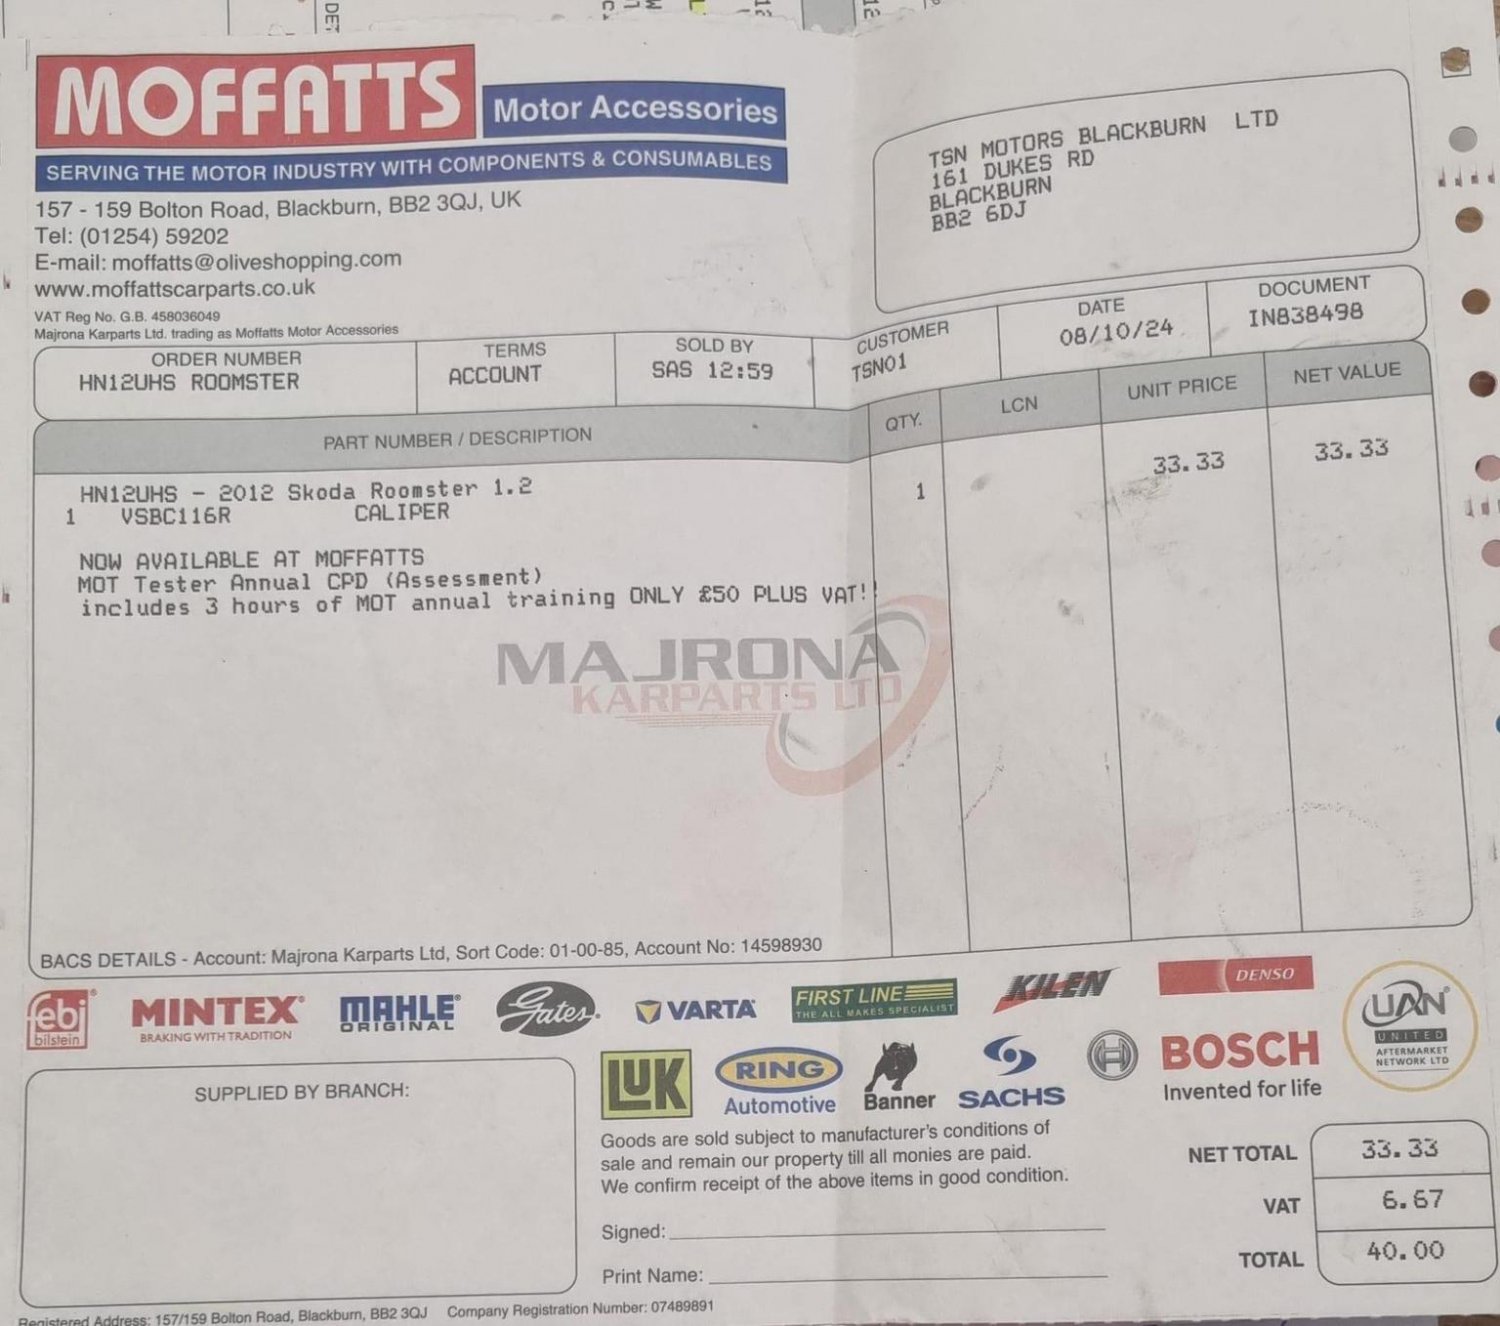 MOFFATTS
Motor Accessories
SERVING THE MOTOR INDUSTRY WITH COMPONENTS & CONSUMABLES
157 - 159 Bolton Road, Blackburn, BB2 3QJ, UK
Tel: (01254) 59202
E-mail: moffatts@oliveshopping.com
www.moffattscarparts.co.uk
VAT Reg No. G.B. 458036049
Majrona Karparts Ltd. trading as Moffatts Motor Accessories
TSN MOTORS BLACKBURN LTD
161 DUKES RD
BLACKBURN
BB2 6DJ
ORDER NUMBER
HN12UHS ROOMSTER
TERMS
ACCOUNT
SOLD BY
SAS 12:59
CUSTOMER
TSN01
DATE
08/10/24
DOCUMENT
IN838498
PART NUMBER / DESCRIPTION
QTY.
LCN
UNIT PRICE
NET VALUE
HN12UHS - 2012 Skoda Roomster 1.2
1 VSBC116R CALIPER
1
33.33
33.33
NOW AVAILABLE AT MOFFATTS
MOT Tester Annual CPD (Assessment)
includes 3 hours of MOT annual training ONLY £50 PLUS VAT!!
MAJRONA
KARPARTS LTD
BACS DETAILS - Account: Majrona Karparts Ltd, Sort Code: 01-00-85, Account No: 14598930
febi
bilstein
MINTEX
BRAKING WITH TRADITION
MAHLE
ORIGINAL
Gates
VARTA
FIRST LINE
THE ALL MAKES SPECIALIST
KILEN
DENSO
UAN
UNITED
AFTERMARKET
NETWORK LTD
LUK
RING
Automotive
Banner
SACHS
BOSCH
Invented for life
SUPPLIED BY BRANCH:
Goods are sold subject to manufacturer's conditions of
sale and remain our property till all monies are paid.
We confirm receipt of the above items in good condition.
Signed:
Print Name:
NET TOTAL
33.33
VAT
6.67
TOTAL
40.00
Registered Address: 157/159 Bolton Road, Blackburn, BB2 3QJ Company Registration Number: 07489891